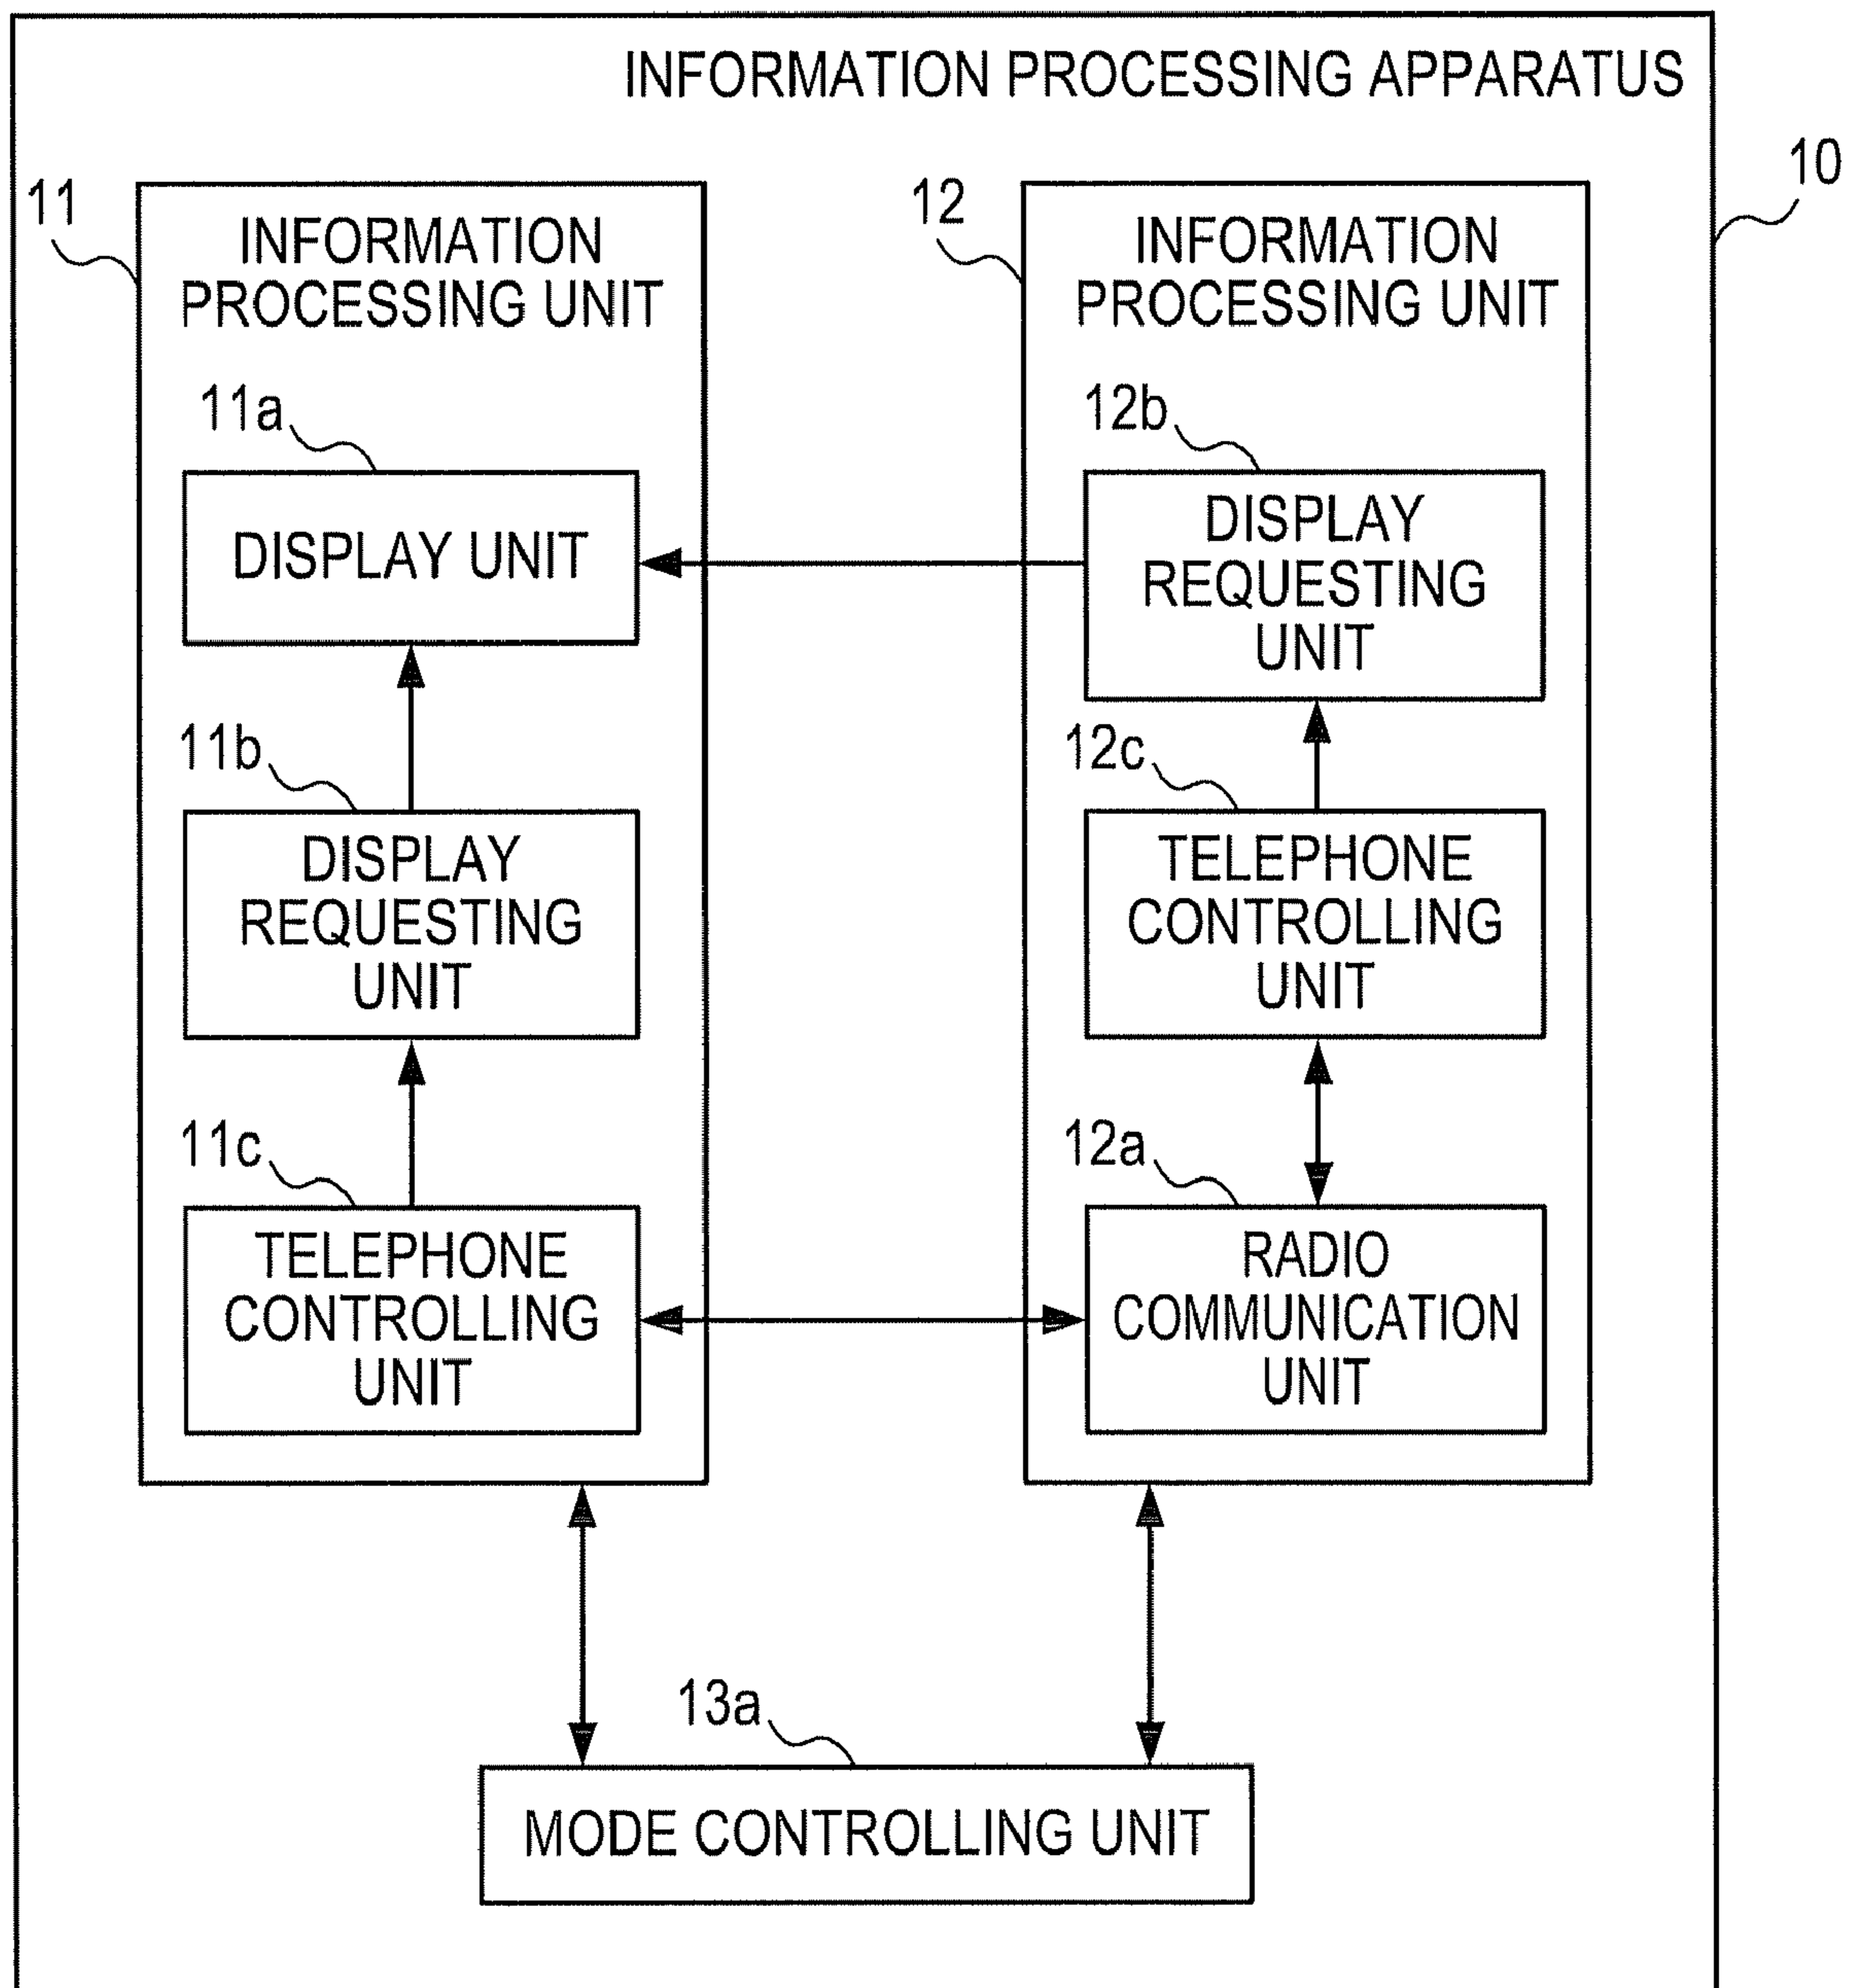 INFORMATION PROCESSING APPARATUS
10
11
INFORMATION
PROCESSING UNIT
11a
DISPLAY UNIT
11b
DISPLAY
REQUESTING
UNIT
11c
TELEPHONE
CONTROLLING
UNIT
12
INFORMATION
PROCESSING UNIT
12b
DISPLAY
REQUESTING
UNIT
12c
TELEPHONE
CONTROLLING
UNIT
12a
RADIO
COMMUNICATION
UNIT
13a
MODE CONTROLLING UNIT